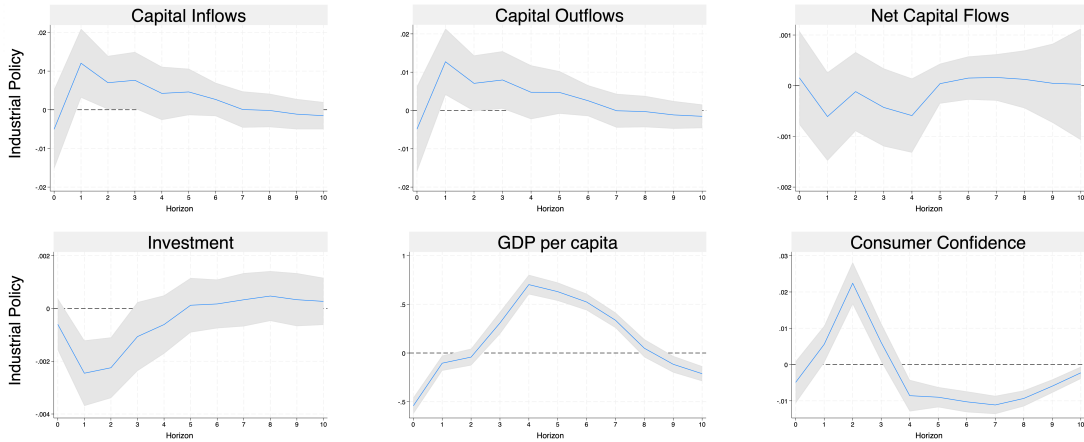 Capital Inflows
Industrial Policy
.02
.01
0
-.01
-.02
0 1 2 3 4 5 6 7 8 9 10
Horizon
Capital Outflows
.02
.01
0
-.01
-.02
0 1 2 3 4 5 6 7 8 9 10
Horizon
Net Capital Flows
.001
0
-.001
-.002
0 1 2 3 4 5 6 7 8 9 10
Horizon
Investment
Industrial Policy
.002
0
-.002
-.004
0 1 2 3 4 5 6 7 8 9 10
Horizon
GDP per capita
1
.5
0
-.5
0 1 2 3 4 5 6 7 8 9 10
Horizon
Consumer Confidence
.03
.02
.01
0
-.01
0 1 2 3 4 5 6 7 8 9 10
Horizon